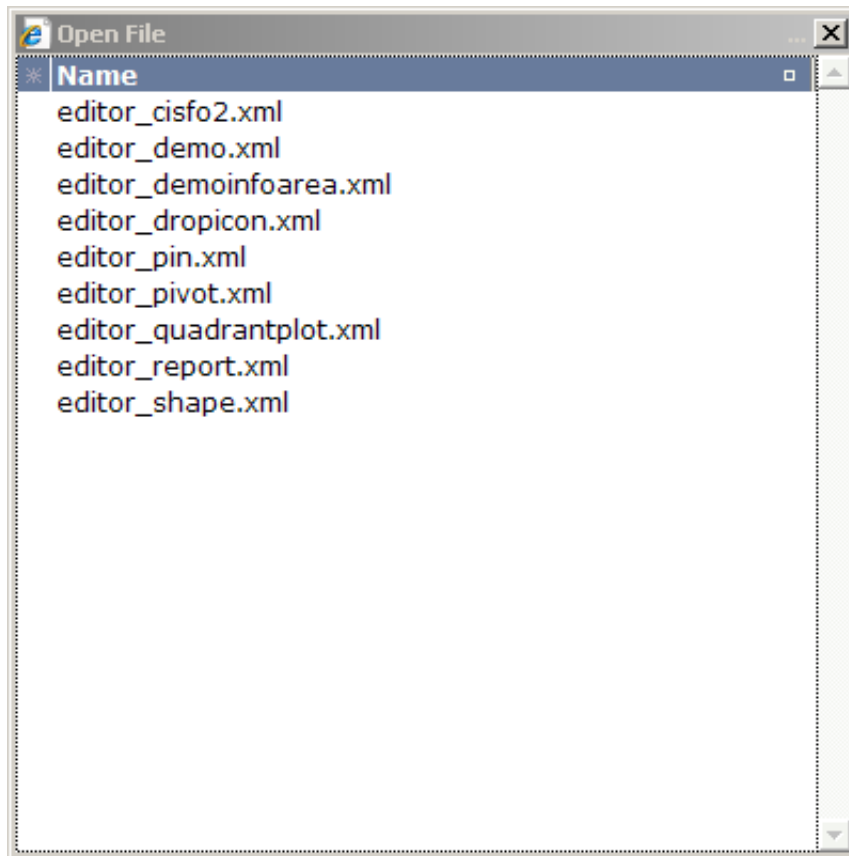 Open File
...
Name
editor_cisfo2.xml
editor_demo.xml
editor_demoinfoarea.xml
editor_dropicon.xml
editor_pin.xml
editor_pivot.xml
editor_quadrantplot.xml
editor_report.xml
editor_shape.xml